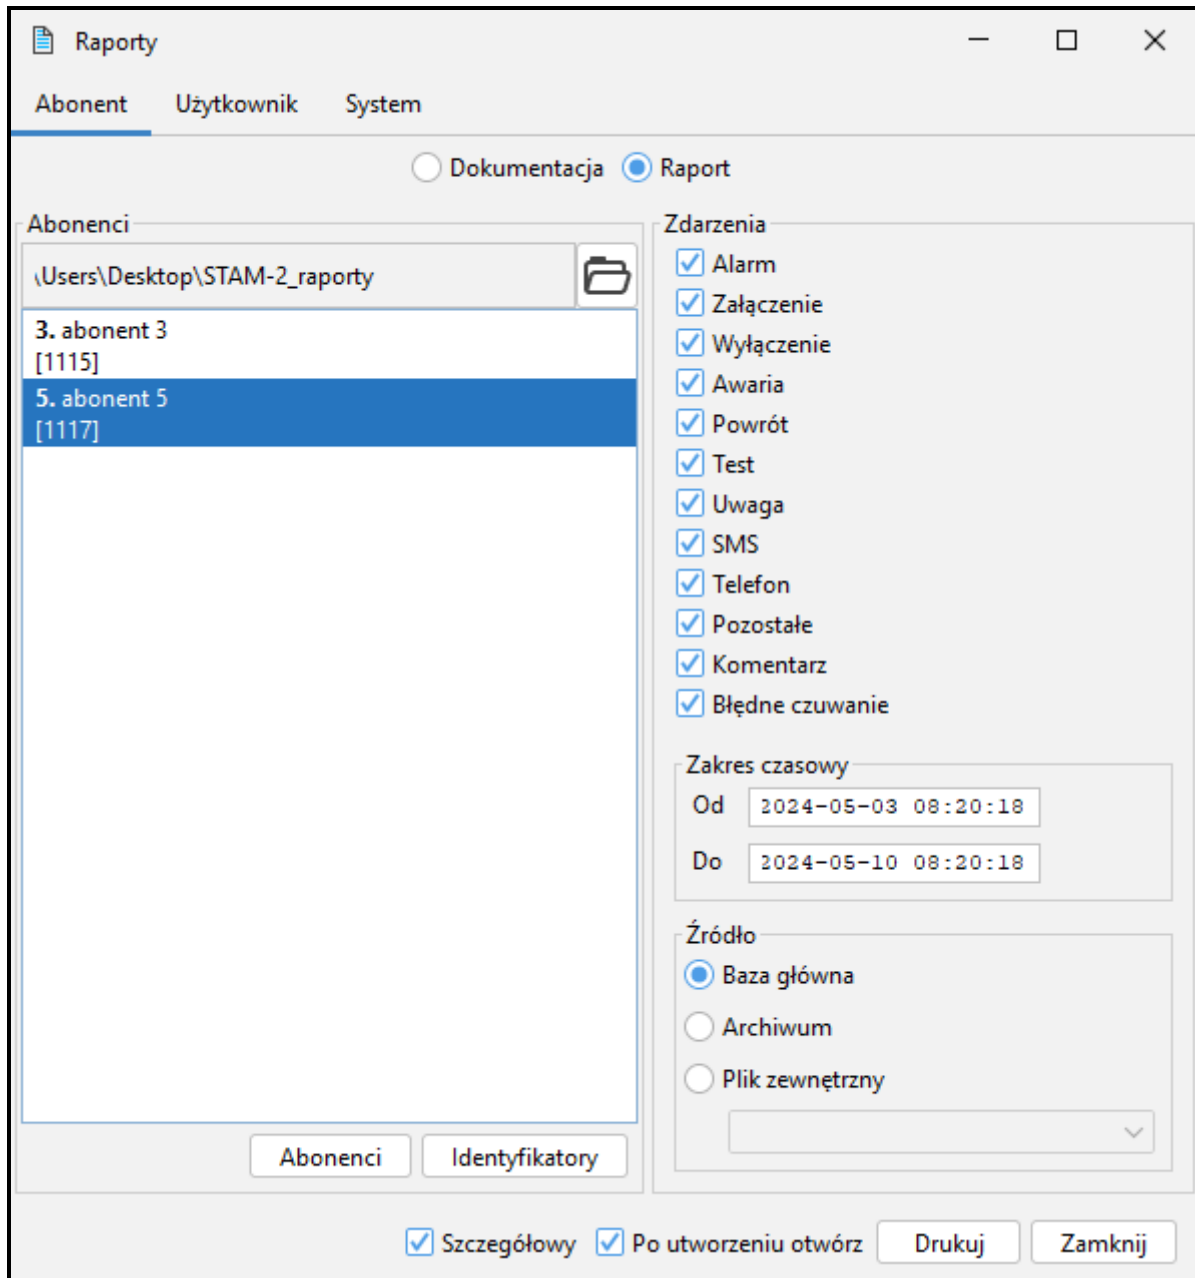 Raporty
Abonent Użytkownik System
Dokumentacja Raport
Abonenci
\Users\Desktop\STAM-2_raporty
3. abonent 3
[1115]
5. abonent 5
[1117]
Abonenci Identyfikatory
Zdarzenia
Alarm
Załączenie
Wyłączenie
Awaria
Powrót
Test
Uwaga
SMS
Telefon
Pozostałe
Komentarz
Błędne czuwanie
Zakres czasowy
Od 2024-05-03 08:20:18
Do 2024-05-10 08:20:18
Źródło
Baza główna
Archiwum
Plik zewnętrzny
Szczegółowy Po utworzeniu otwórz Drukuj Zamknij